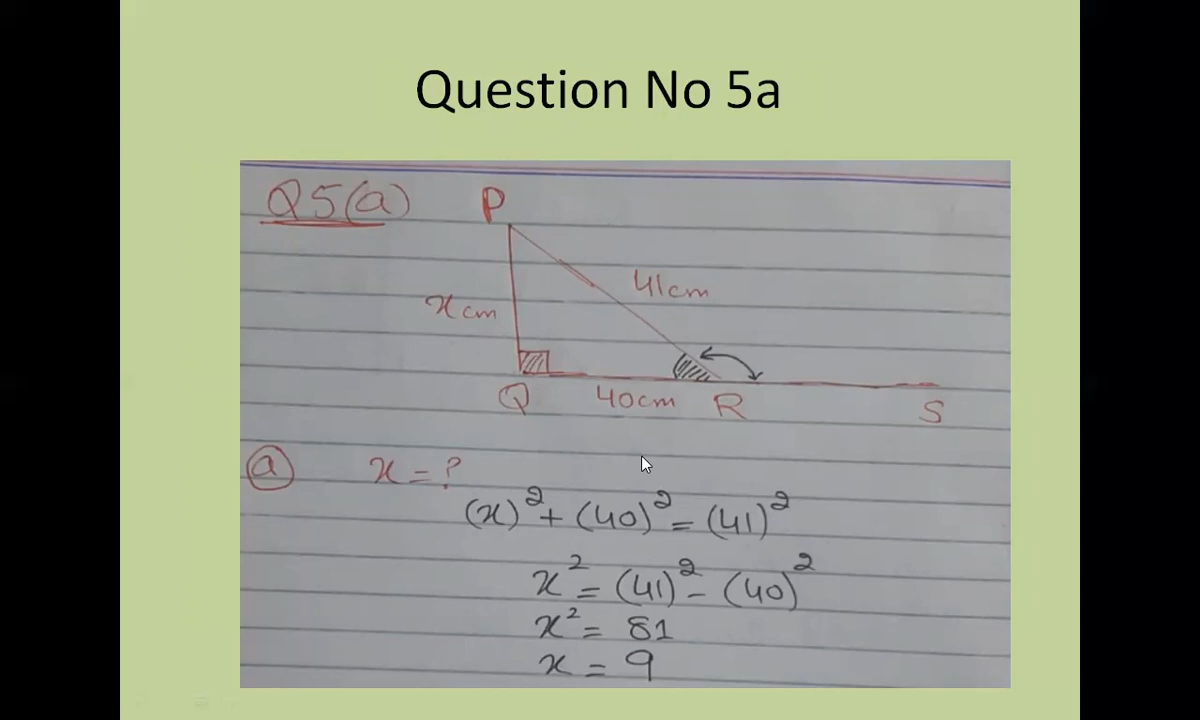 Question No 5a
Q5(a)
P
41cm
x cm
Q 40cm R S
a x = ?
(x)² + (40)² = (41)²
x² = (41)² - (40)²
x² = 81
x = 9